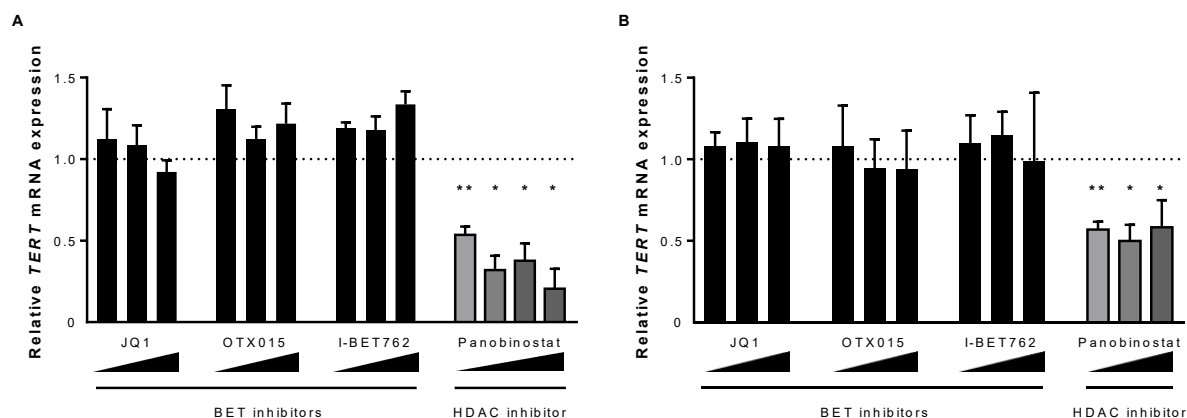 A
Relative TERT mRNA expression
1.5
1.0
0.5
0
** * * *
JQ1 OTX015 I-BET762 Panobinostat
BET inhibitors HDAC inhibitor
B
Relative TERT mRNA expression
1.5
1.0
0.5
0
** * *
JQ1 OTX015 I-BET762 Panobinostat
BET inhibitors HDAC inhibitor